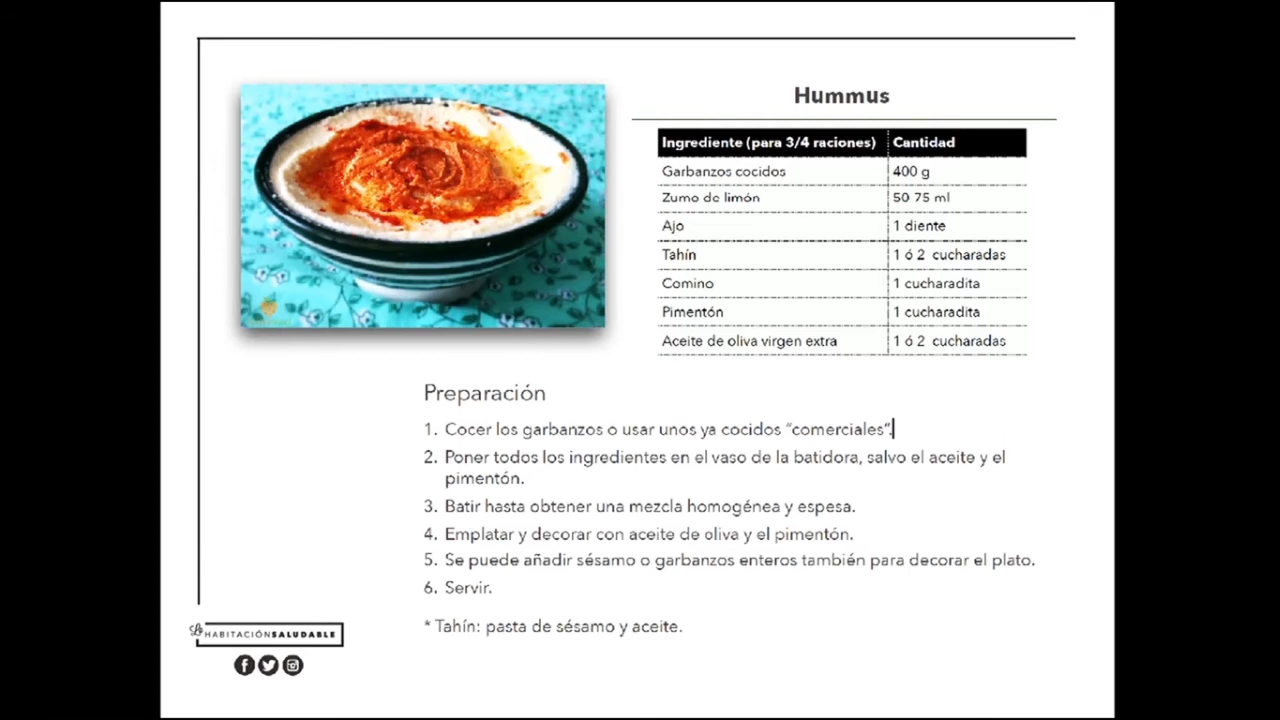 Hummus
Ingrediente (para 3/4 raciones) Cantidad
Garbanzos cocidos 400 g
Zumo de limón 50 75 ml
Ajo 1 diente
Tahín 1 ó 2 cucharadas
Comino 1 cucharadita
Pimentón 1 cucharadita
Aceite de oliva virgen extra 1 ó 2 cucharadas
Preparación
1. Cocer los garbanzos o usar unos ya cocidos “comerciales”.
2. Poner todos los ingredientes en el vaso de la batidora, salvo el aceite y el
pimentón.
3. Batir hasta obtener una mezcla homogénea y espesa.
4. Emplatar y decorar con aceite de oliva y el pimentón.
5. Se puede añadir sésamo o garbanzos enteros también para decorar el plato.
6. Servir.
* Tahín: pasta de sésamo y aceite.
La HABITACIÓNSALUDABLE